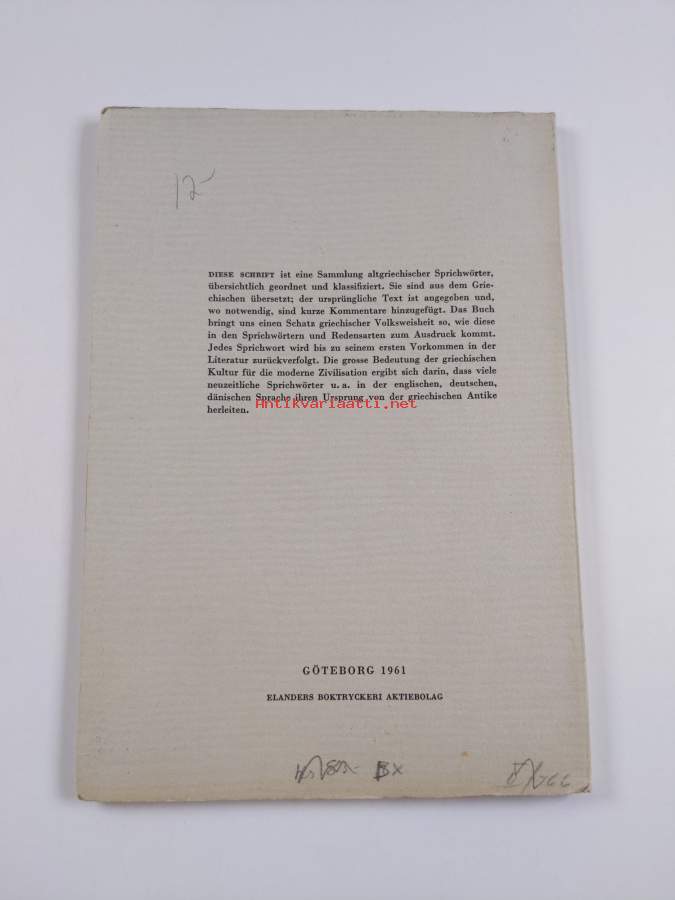 12-
DIESE SCHRIFT ist eine Sammlung altgriechischer Sprichwörter,
übersichtlich geordnet und klassifiziert. Sie sind aus dem Grie-
chischen übersetzt; der ursprüngliche Text ist angegeben und,
wo notwendig, sind kurze Kommentare hinzugefügt. Das Buch
bringt uns einen Schatz griechischer Volksweisheit so, wie diese
in den Sprichwörtern und Redensarten zum Ausdruck kommt.
Jedes Sprichwort wird bis zu seinem ersten Vorkommen in der
Literatur zurückverfolgt. Die grosse Bedeutung der griechischen
Kultur für die moderne Zivilisation ergibt sich darin, dass viele
neuzeitliche Sprichwörter u. a. in der englischen, deutschen,
dänischen Sprache ihren Ursprung von der griechischen Antike
Antikvariaatti.net
herleiten.
GÖTEBORG 1961
ELANDERS BOKTRYCKERI AKTIEBOLAG